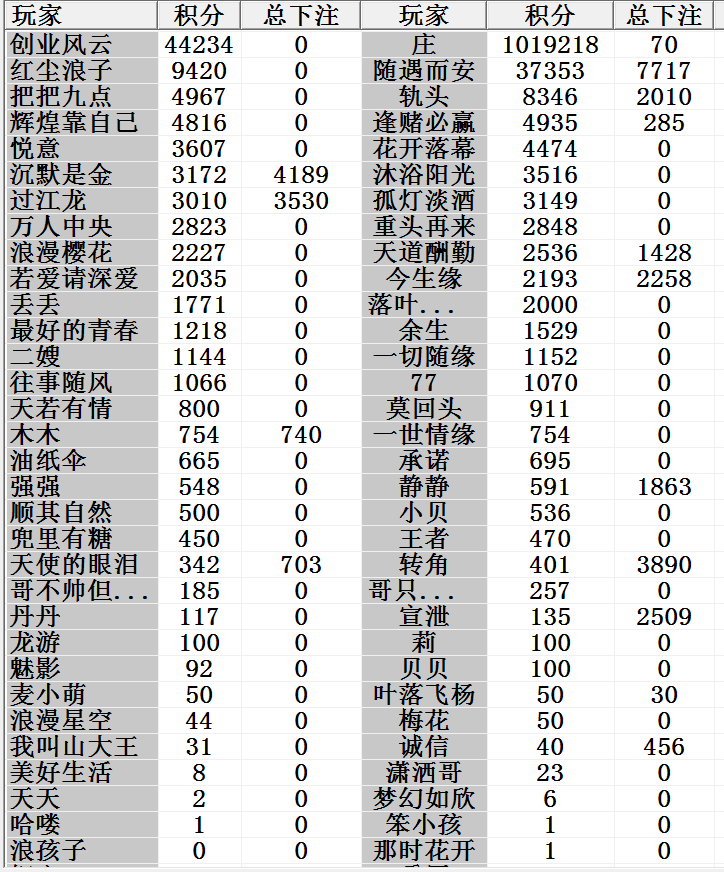 玩家 积分 总下注 玩家 积分 总下注
创业风云 44234 0 庄 1019218 70
红尘浪子 9420 0 随遇而安 37353 7717
把把九点 4967 0 轨头 8346 2010
辉煌靠自己 4816 0 逢赌必赢 4935 285
悦意 3607 0 花开落幕 4474 0
沉默是金 3172 4189 沐浴阳光 3516 0
过江龙 3010 3530 孤灯淡酒 3149 0
万人中央 2823 0 重头再来 2848 0
浪漫樱花 2227 0 天道酬勤 2536 1428
若爱请深爱 2035 0 今生缘 2193 2258
丢丢 1771 0 落叶... 2000 0
最好的青春 1218 0 余生 1529 0
二嫂 1144 0 一切随缘 1152 0
往事随风 1066 0 77 1070 0
天若有情 800 0 莫回头 911 0
木木 754 740 一世情缘 754 0
油纸伞 665 0 承诺 695 0
强强 548 0 静静 591 1863
顺其自然 500 0 小贝 536 0
兜里有糖 450 0 王者 470 0
天使的眼泪 342 703 转角 401 3890
哥不帅但... 185 0 哥只... 257 0
丹丹 117 0 宣泄 135 2509
龙游 100 0 莉 100 0
魅影 92 0 贝贝 100 0
麦小萌 50 0 叶落飞杨 50 30
浪漫星空 44 0 梅花 50 0
我叫山大王 31 0 诚信 40 456
美好生活 8 0 潇洒哥 23 0
天天 2 0 梦幻如欣 6 0
哈喽 1 0 笨小孩 1 0
浪孩子 0 0 那时花开 1 0